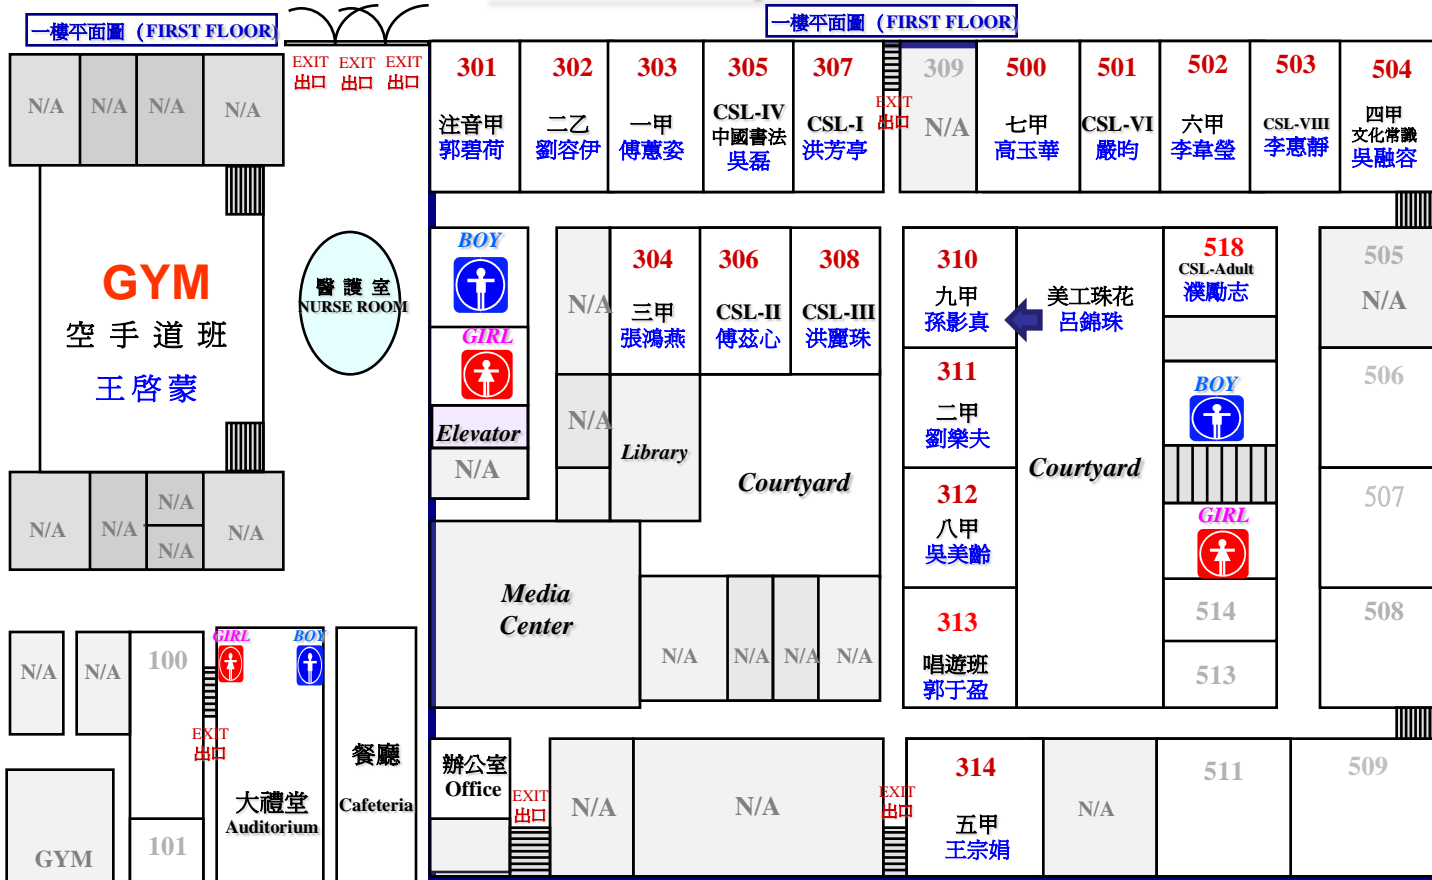 一樓平面圖（FIRST FLOOR)
一樓平面圖（FIRST FLOOR)
EXIT
出口
EXIT
出口
EXIT
出口
N/A
N/A
N/A
N/A
GYM
空手道班
王啓蒙
N/A
N/A
N/A
N/A
N/A
醫護室
NURSE ROOM
301
注音甲
郭碧荷
302
二乙
劉容伊
303
一甲
傅蕙姿
305
CSL-IV
中國書法
吳磊
307
CSL-I
洪芳亭
EXIT
出口
309
N/A
500
七甲
高玉華
501
CSL-VI
嚴昀
502
六甲
李韋瑩
503
CSL-VIII
李惠靜
504
四甲
文化常識
吳融容
BOY
GIRL
Elevator
N/A
N/A
N/A
304
三甲
張鴻燕
306
CSL-II
傅茲心
308
CSL-III
洪麗珠
Library
Courtyard
Media
Center
N/A
N/A
N/A
N/A
310
九甲
孫影真
美工珠花
呂錦珠
311
二甲
劉樂夫
312
八甲
吳美齡
313
唱遊班
郭于盈
Courtyard
518
CSL-Adult
濮勵志
BOY
GIRL
514
513
505
N/A
506
507
508
N/A
N/A
100
101
GYM
GIRL
BOY
EXIT
出口
大禮堂
Auditorium
餐廳
Cafeteria
辦公室
Office
EXIT
出口
N/A
N/A
EXIT
出口
314
五甲
王宗娟
N/A
511
509